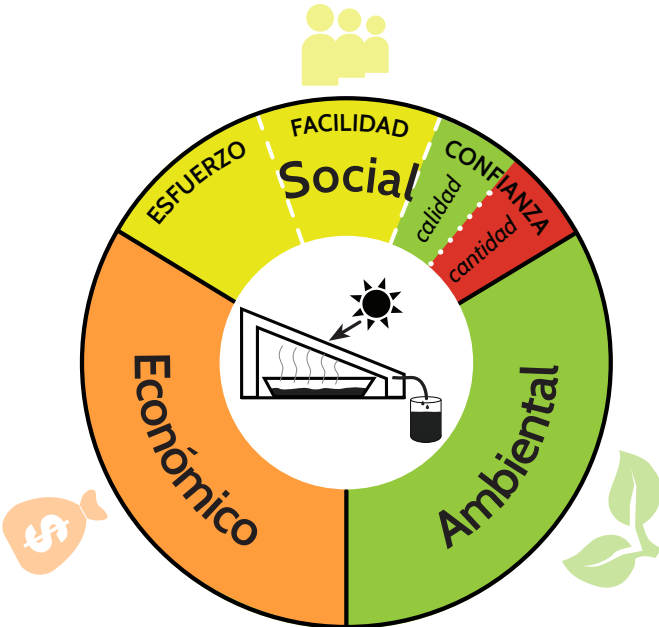 ESFUERZO
FACILIDAD
CONFIANZA
Social
calidad
cantidad
Económico
Ambiental
$